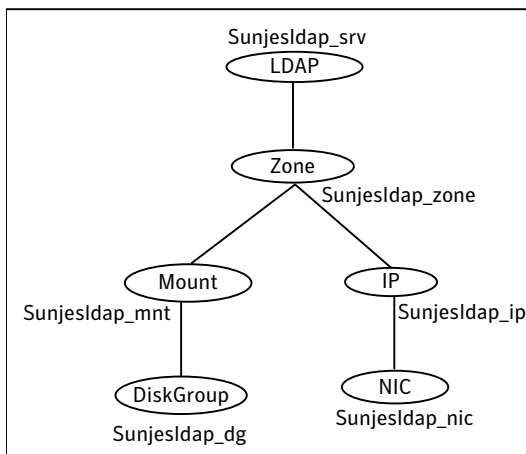 Sunjesldap_srv
LDAP
Zone
Sunjesldap_zone
Mount
IP
Sunjesldap_mnt
Sunjesldap_ip
DiskGroup
NIC
Sunjesldap_dg
Sunjesldap_nic